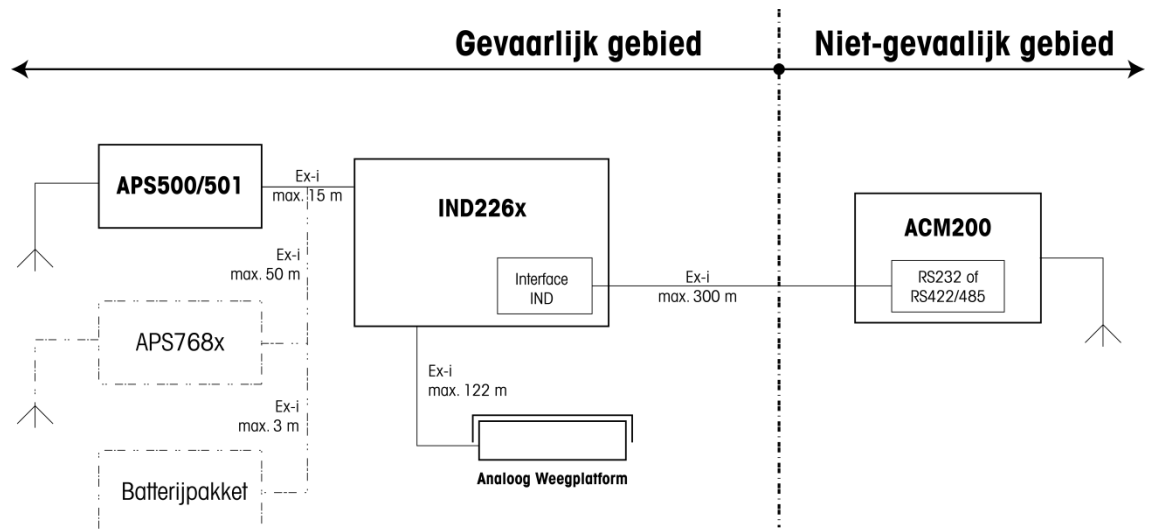 Gevaarlijk gebied
Niet-gevaalijk gebied
APS500/501
Ex-i
max. 15 m
IND226x
Interface
IND
Ex-i
max. 300 m
ACM200
RS232 of
RS422/485
Ex-i
max. 50 m
APS768x
Ex-i
max. 3 m
Batterijpakket
Ex-i
max. 122 m
Analoog Weegplatform